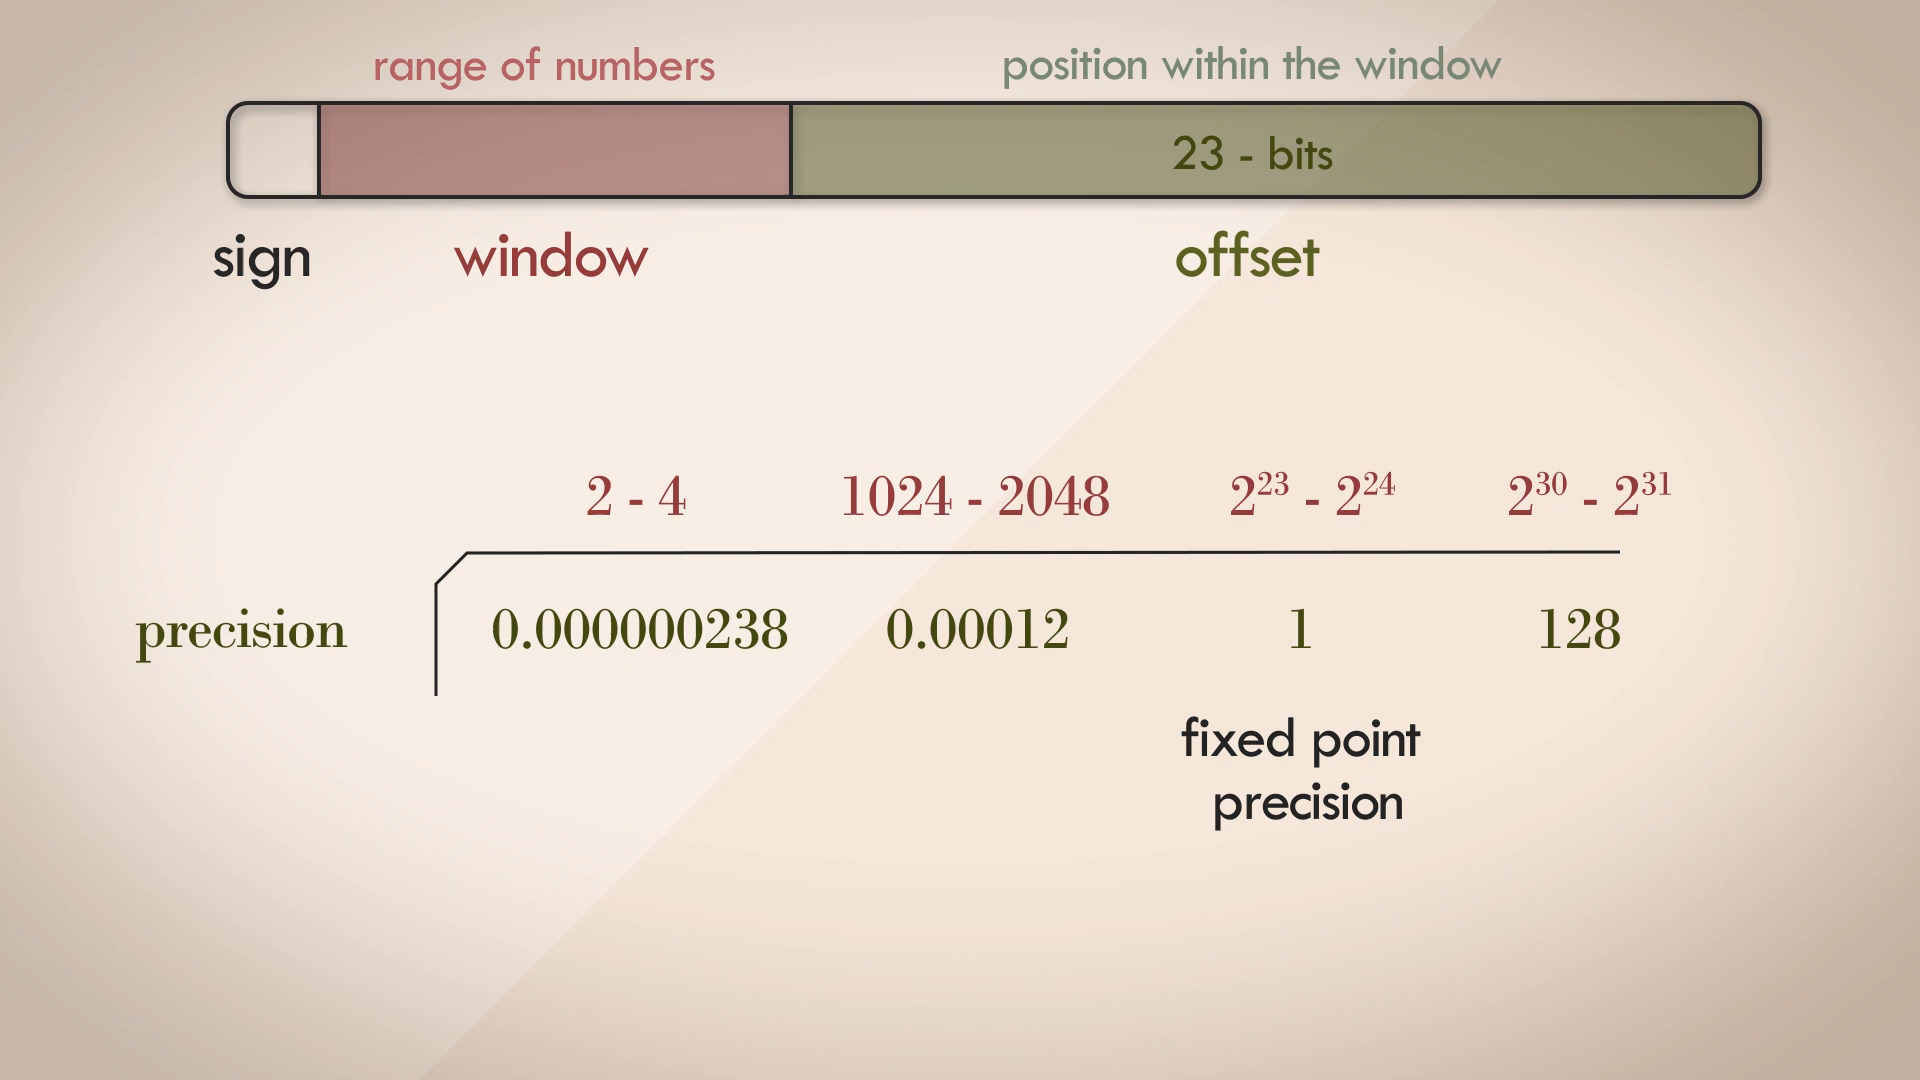 range of numbers
position within the window
23 - bits
sign
window
offset
2 - 4
1024 - 2048
2²³ - 2²⁴
2³⁰ - 2³¹
precision
0.000000238
0.00012
1
128
fixed point
precision